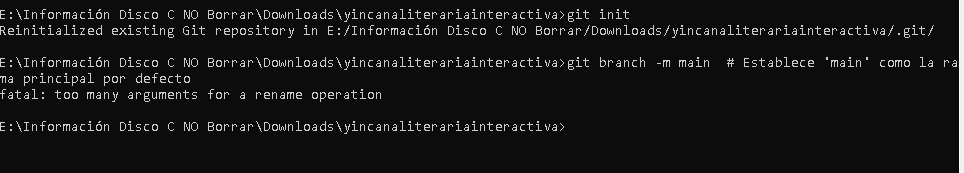 E:\Información Disco C NO Borrar\Downloads\yincanaliterariainteractiva>git init
Reinitialized existing Git repository in E:/Información Disco C NO Borrar/Downloads/yincanaliterariainteractiva/.git/
E:\Información Disco C NO Borrar\Downloads\yincanaliterariainteractiva>git branch -m main  # Establece 'main' como la ra
ma principal por defecto
fatal: too many arguments for a rename operation
E:\Información Disco C NO Borrar\Downloads\yincanaliterariainteractiva>